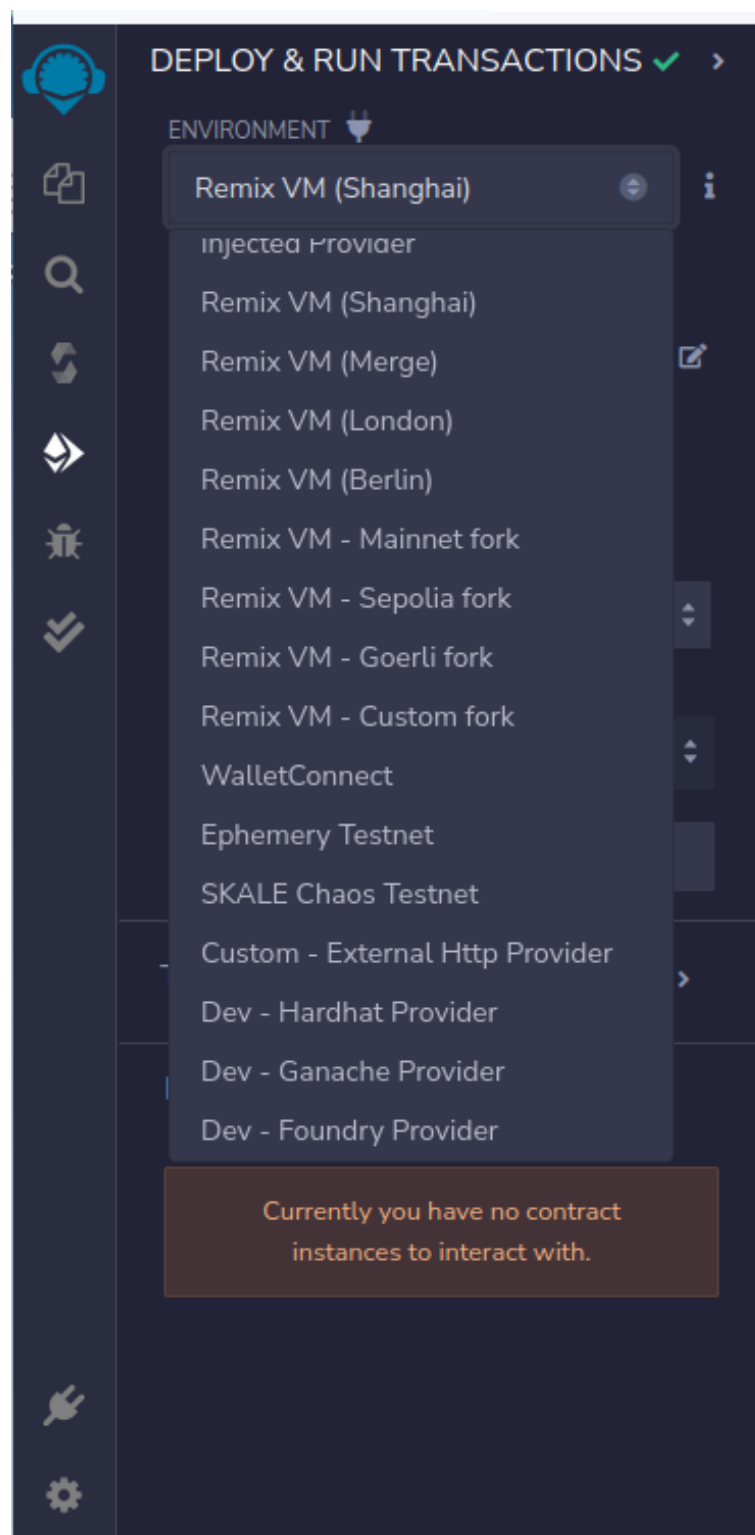 DEPLOY & RUN TRANSACTIONS
ENVIRONMENT
Remix VM (Shanghai)
Injected Provider
Remix VM (Shanghai)
Remix VM (Merge)
Remix VM (London)
Remix VM (Berlin)
Remix VM - Mainnet fork
Remix VM - Sepolia fork
Remix VM - Goerli fork
Remix VM - Custom fork
WalletConnect
Ephemery Testnet
SKALE Chaos Testnet
Custom - External Http Provider
Dev - Hardhat Provider
Dev - Ganache Provider
Dev - Foundry Provider
Currently you have no contract
instances to interact with.